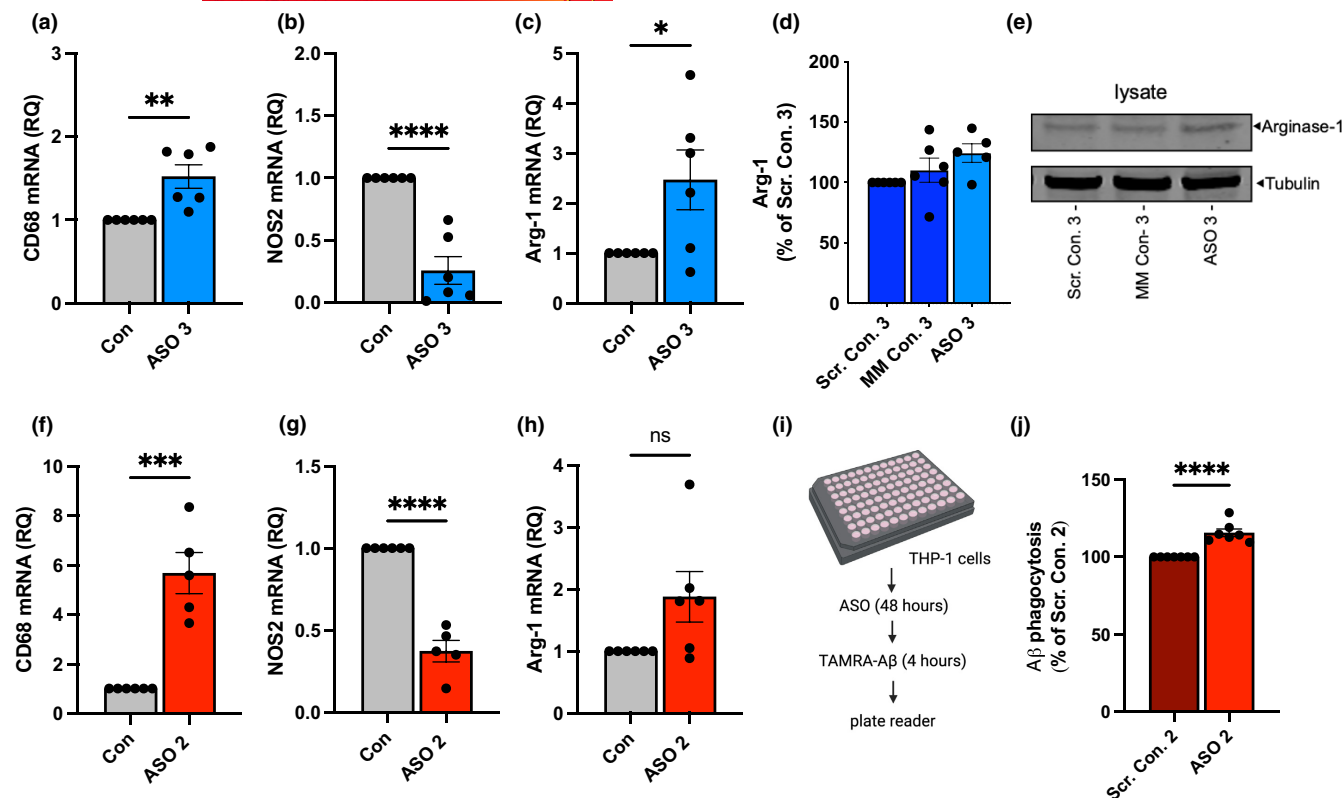 (a)
CD68 mRNA (RQ)
3
2
1
0
**
Con
ASO 3
(b)
NOS2 mRNA (RQ)
2.0
1.5
1.0
0.5
0.0
****
Con
ASO 3
(c)
Arg-1 mRNA (RQ)
5
4
3
2
1
0
*
Con
ASO 3
(d)
Arg-1
(% of Scr. Con. 3)
200
150
100
50
0
Scr. Con. 3
MM Con. 3
ASO 3
(e)
lysate
Arginase-1
Tubulin
Scr. Con. 3
MM Con- 3
ASO 3
(f)
CD68 mRNA (RQ)
10
8
6
4
2
0
***
Con
ASO 2
(g)
NOS2 mRNA (RQ)
1.5
1.0
0.5
0.0
****
Con
ASO 2
(h)
Arg-1 mRNA (RQ)
4
3
2
1
0
ns
Con
ASO 2
(i)
THP-1 cells
ASO (48 hours)
TAMRA-Aβ (4 hours)
plate reader
(j)
Aβ phagocytosis
(% of Scr. Con. 2)
150
100
50
0
****
Scr. Con. 2
ASO 2